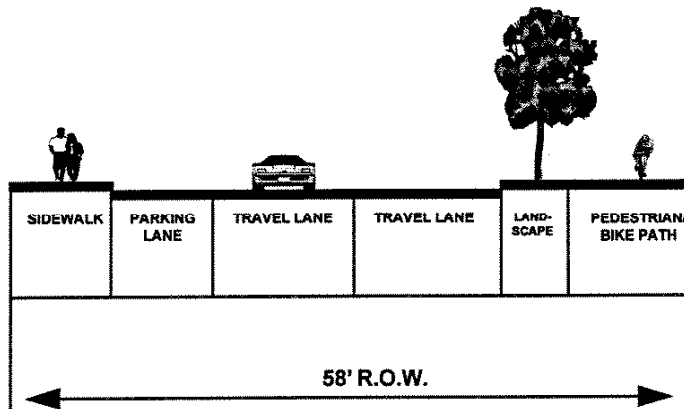 SIDEWALK
PARKING
LANE
TRAVEL LANE
TRAVEL LANE
LAND-
SCAPE
PEDESTRIAN/
BIKE PATH
58' R.O.W.